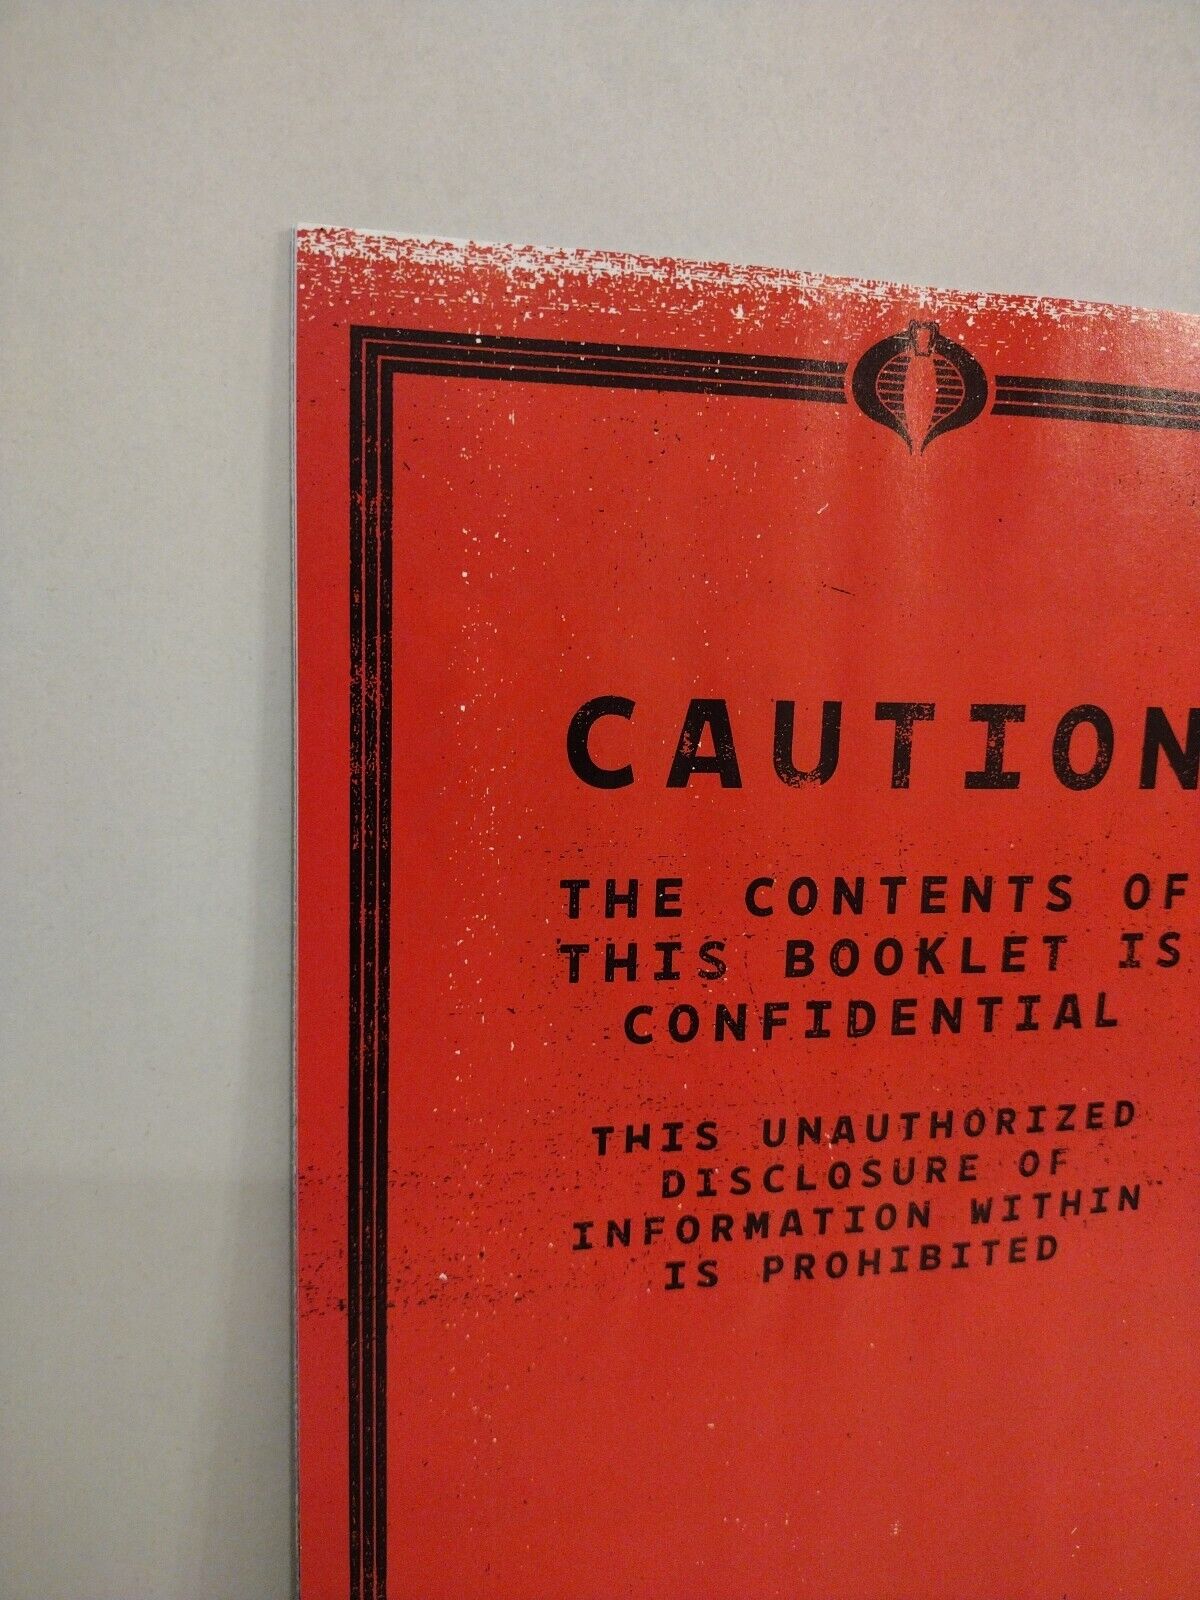 CAUTION
THE CONTENTS OF
THIS BOOKLET IS
CONFIDENTIAL
THIS UNAUTHORIZED
DISCLOSURE OF
INFORMATION WITHIN
IS PROHIBITED